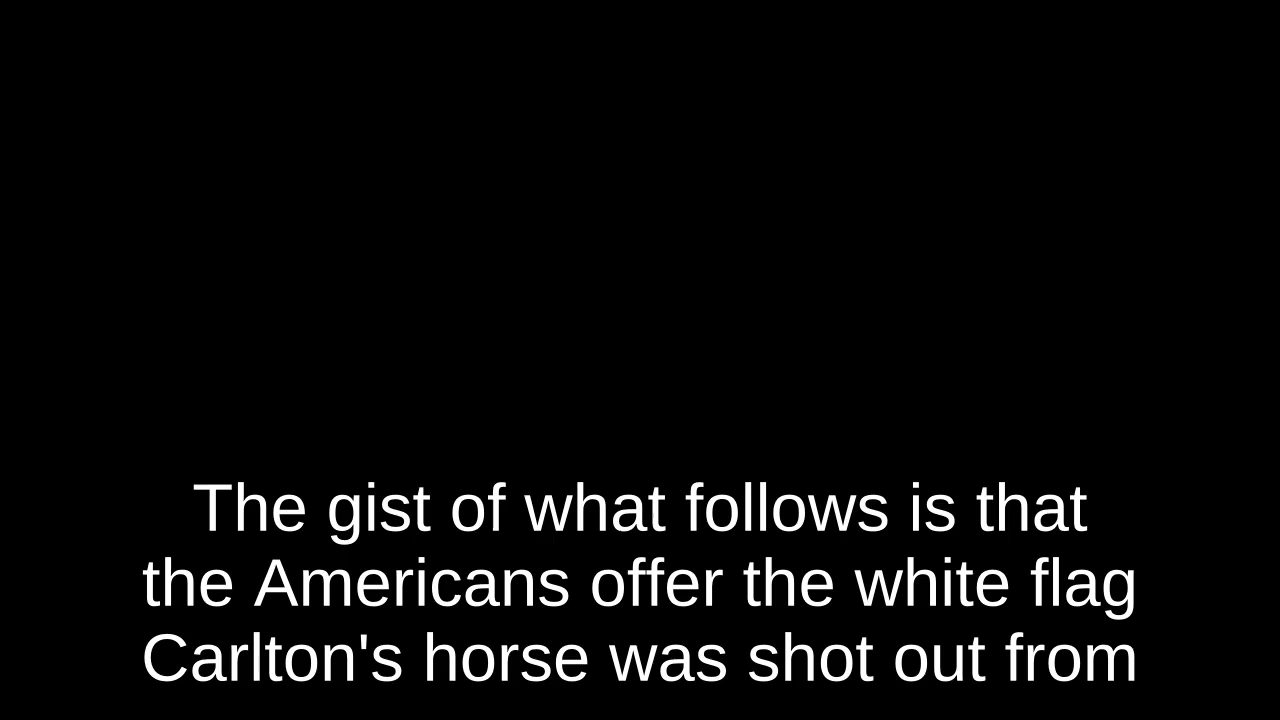 The gist of what follows is that
the Americans offer the white flag
Carlton's horse was shot out from